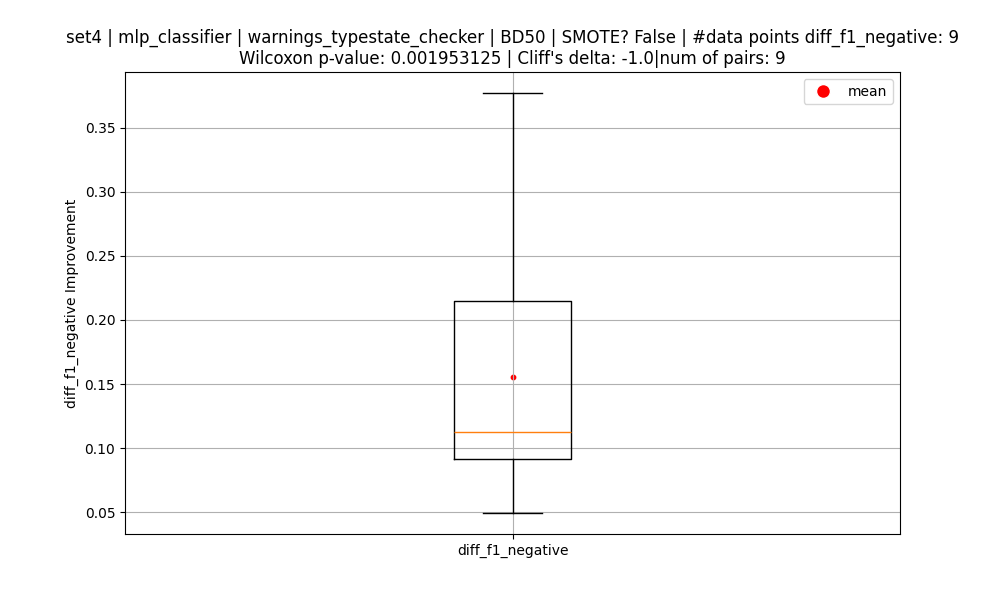 set4 | mlp_classifier | warnings_typestate_checker | BD50 | SMOTE? False | #data points diff_f1_negative: 9
Wilcoxon p-value: 0.001953125 | Cliff's delta: -1.0|num of pairs: 9
mean
0.35
0.30
0.25
0.20
0.15
0.10
0.05
diff_f1_negative Improvement
diff_f1_negative